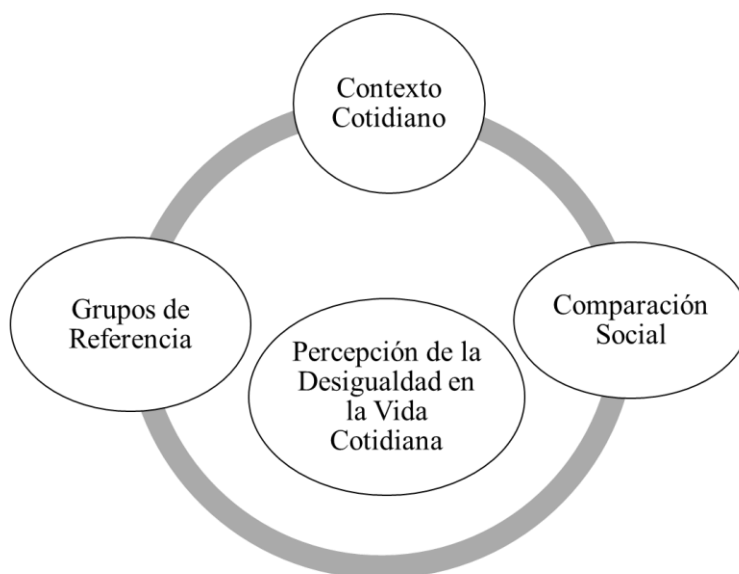 Contexto
Cotidiano
Grupos de
Referencia
Comparación
Social
Percepción de la
Desigualdad en
la Vida
Cotidiana